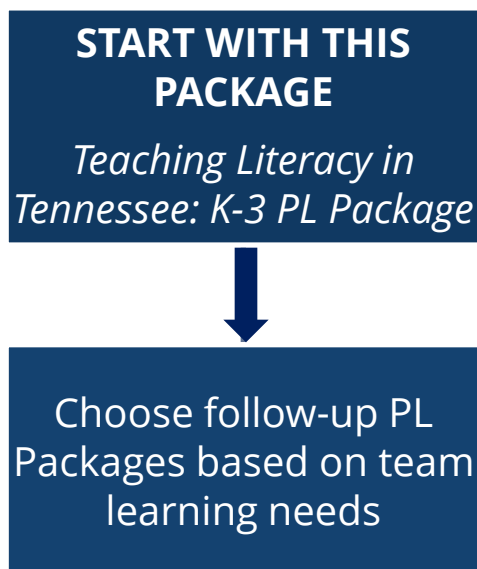 START WITH THIS
PACKAGE
Teaching Literacy in
Tennessee: K-3 PL Package
Choose follow-up PL
Packages based on team
learning needs